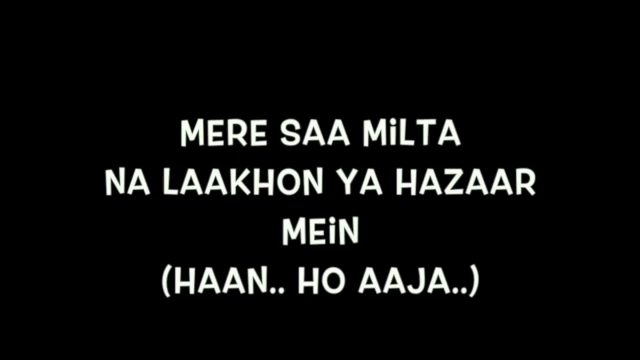 MERE SAA MiLTA
NA LAAKHON YA HAZAAR
MEiN
(HAAN.. HO AAJA..)